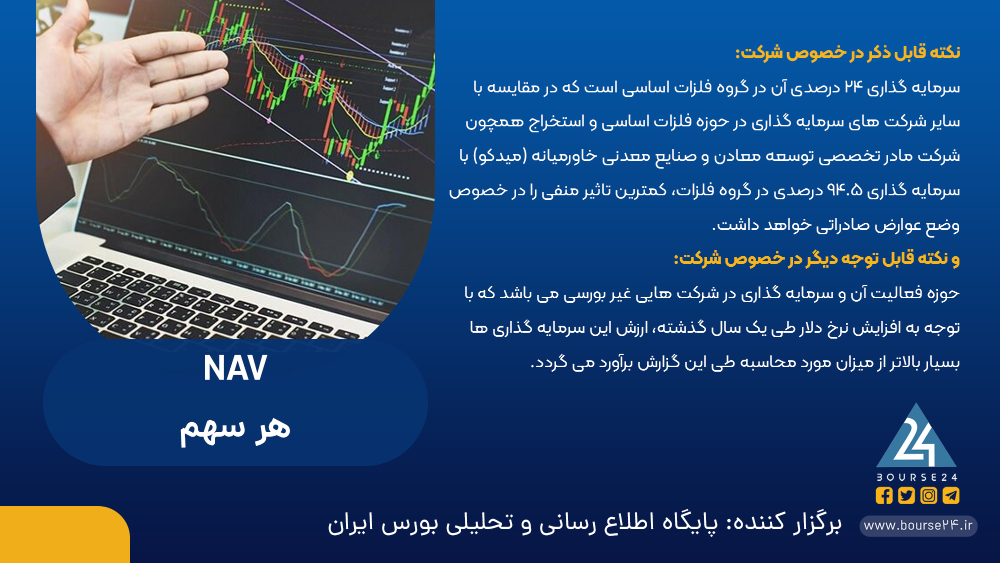 نکته قابل ذکر در خصوص شرکت:
سرمایه گذاری ۲۴ درصدی آن در گروه فلزات اساسی است که در مقایسه با
سایر شرکت های سرمایه گذاری در حوزه فلزات اساسی و استخراج همچون
شرکت مادر تخصصی توسعه معادن و صنایع معدنی خاورمیانه (میدکو) با
سرمایه گذاری ۹۴.۵ درصدی در گروه فلزات، کمترین تاثیر منفی را در خصوص
وضع عوارض صادراتی خواهد داشت.
و نکته قابل توجه دیگر در خصوص شرکت:
حوزه فعالیت آن و سرمایه گذاری در شرکت هایی غیر بورسی می باشد که با
توجه به افزایش نرخ دلار طی یک سال گذشته، ارزش این سرمایه گذاری ها
بسیار بالاتر از میزان مورد محاسبه طی این گزارش برآورد می گردد.
NAV
هر سهم
24
BOURSE24
www.bourse۲۴.ir
برگزار کننده: پایگاه اطلاع رسانی و تحلیلی بورس ایران